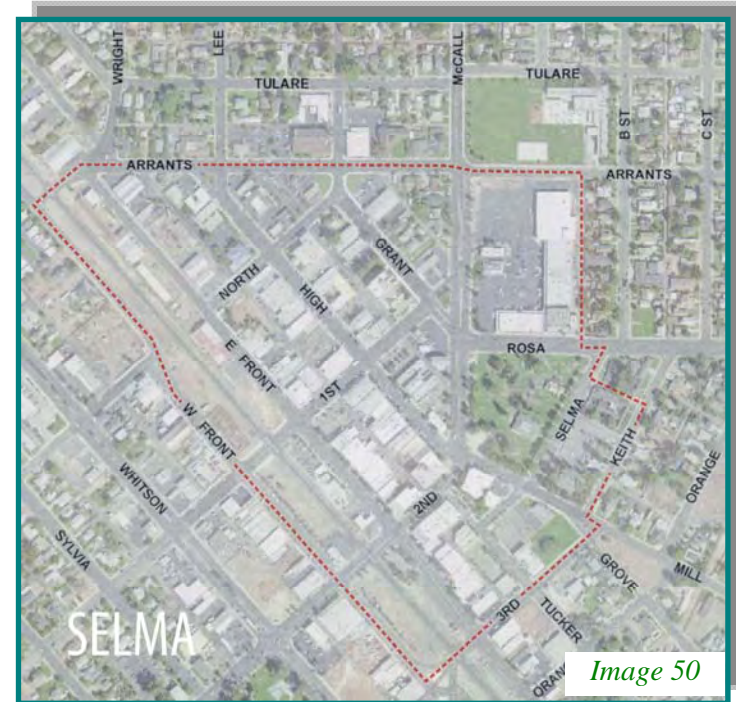 WRIGHT
LEE
McCALL
TULARE
TULARE
B ST
C ST
ARRANTS
ARRANTS
GRANT
NORTH
HIGH
E FRONT
1ST
ROSA
W FRONT
SELMA
KEITH
WHITSON
2ND
ORANGE
SYLVIA
GROVE
MILL
3RD
TUCKER
SELMA
ORANG
Image 50